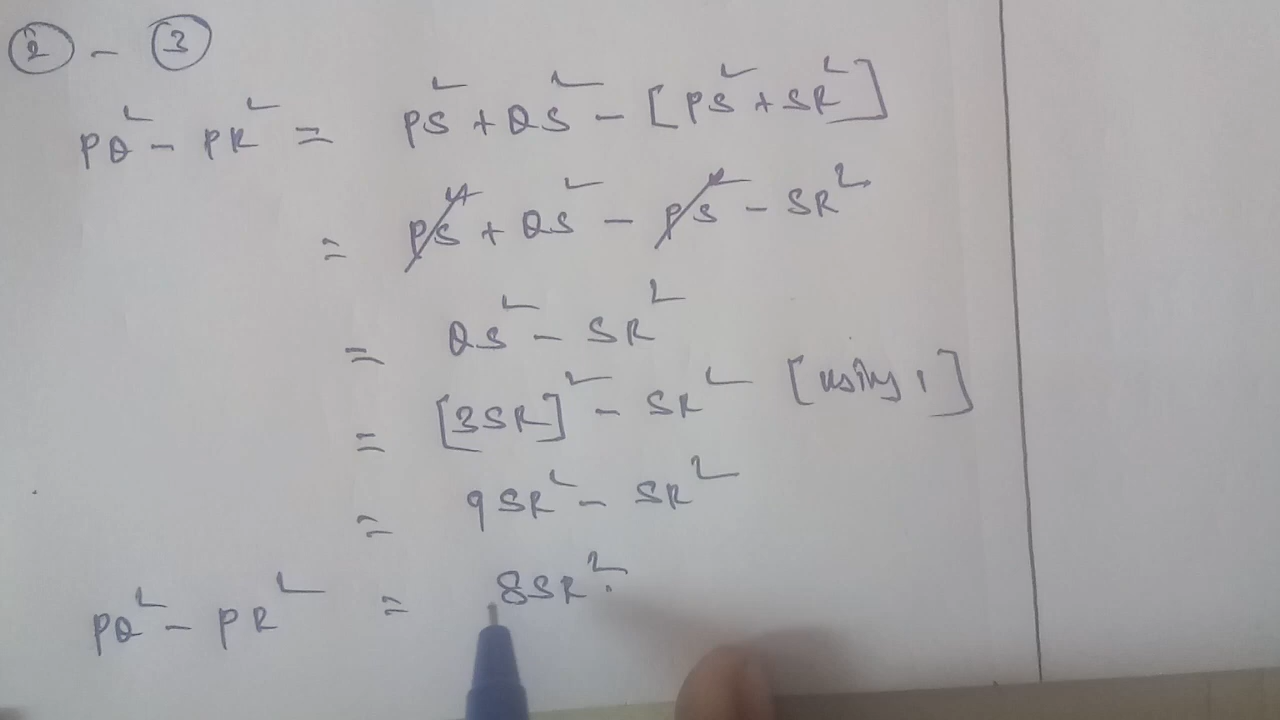 ② - ③
PQ² - PR² = PS² + QS² - [PS² + SR²]
= PS² + QS² - PS² - SR²
= QS² - SR²
= [3SR]² - SR² [using 1]
= 9SR² - SR²
PQ² - PR² = 8SR².